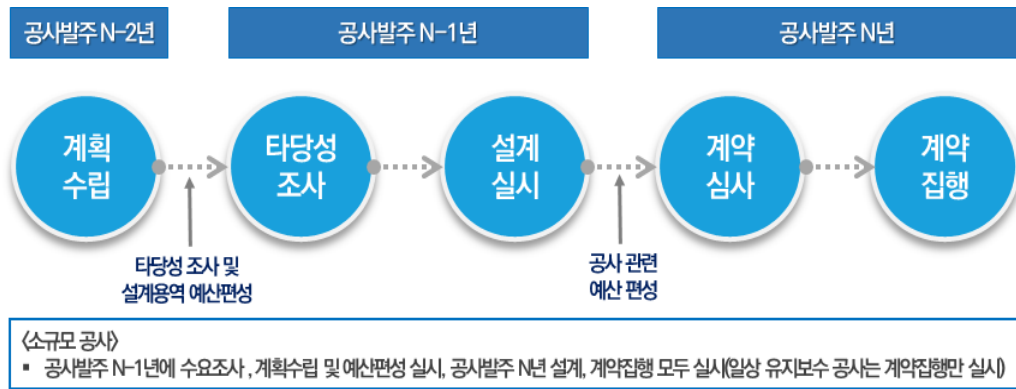 공사발주 N-2년
공사발주 N-1년
공사발주 N년
계획
수립
타당성
조사
설계
실시
계약
심사
계약
집행
타당성 조사 및
설계용역 예산편성
공사 관련
예산 편성
<소규모 공사>
▪ 공사발주 N-1년에 수요조사 , 계획수립 및 예산편성 실시, 공사발주 N년 설계, 계약집행 모두 실시(일상 유지보수 공사는 계약집행만 실시)